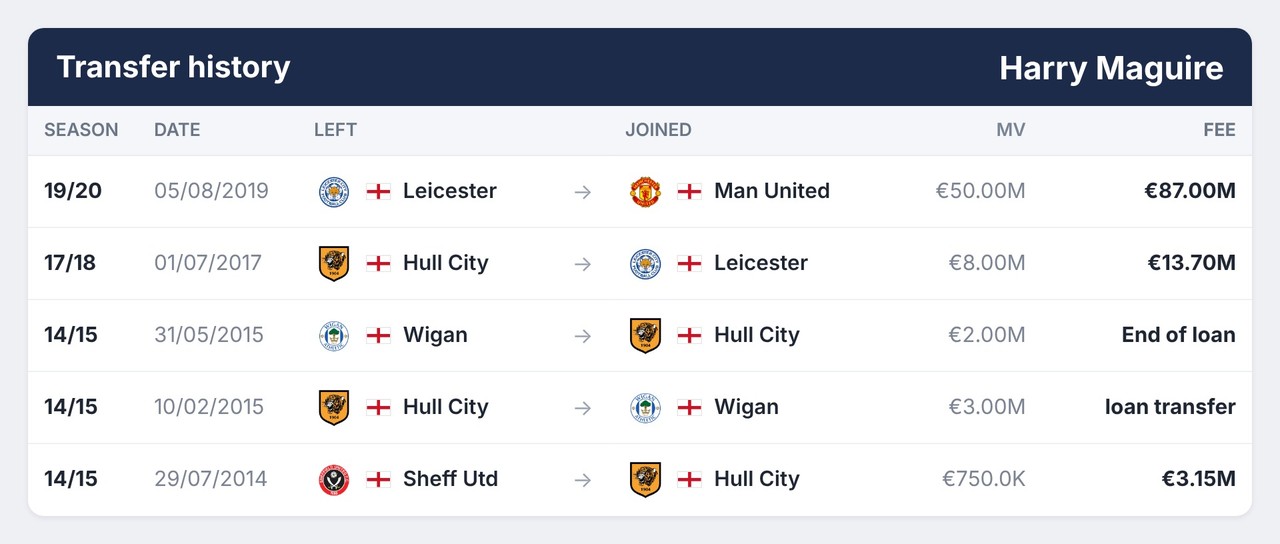 Transfer history Harry Maguire
SEASON DATE LEFT JOINED MV FEE
19/20 05/08/2019 Leicester → Man United €50.00M €87.00M
17/18 01/07/2017 Hull City → Leicester €8.00M €13.70M
14/15 31/05/2015 Wigan → Hull City €2.00M End of loan
14/15 10/02/2015 Hull City → Wigan €3.00M loan transfer
14/15 29/07/2014 Sheff Utd → Hull City €750.0K €3.15M